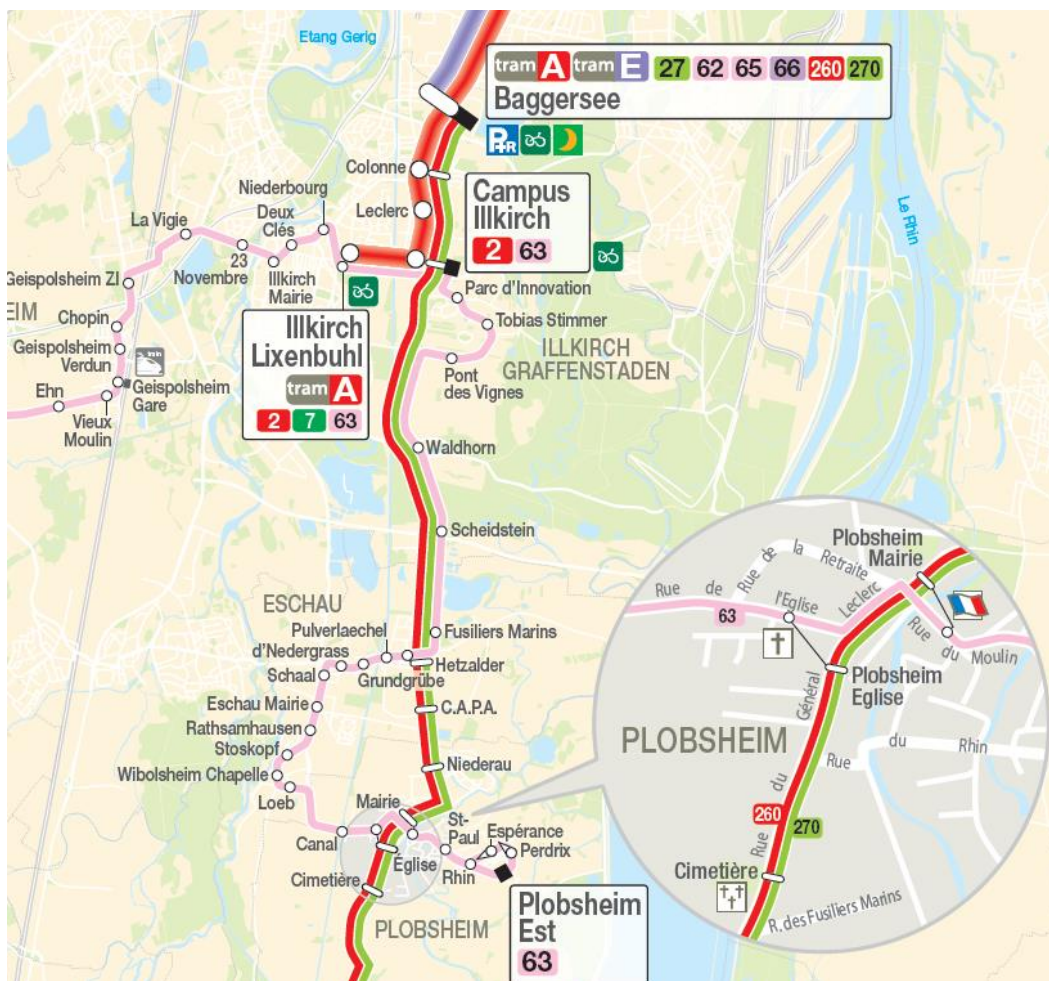 Etang Gerig
tram A tram E 27 62 65 66 260 270
Baggersee
P+R
Colonne
Leclerc
Campus
Illkirch
2 63
Niederbourg
Deux
Clés
La Vigie
23
Novembre
Illkirch
Mairie
Geispolsheim ZI
EIM
Chopin
Geispolsheim
Verdun
Geispolsheim
Gare
Ehn
Vieux
Moulin
Illkirch
Lixenbuhl
tram A
2 7 63
Parc d'Innovation
Tobias Stimmer
ILLKIRCH
GRAFFENSTADEN
Pont
des Vignes
Le Rhin
Waldhorn
Scheidstein
ESCHAU
Pulverlaechel
d'Nedergrass
Schaal
Grundgrübe
Fusiliers Marins
Hetzalder
Eschau Mairie
C.A.P.A.
Rathsamhausen
Stoskopf
Wibolsheim Chapelle
Niederau
Loeb
Mairie
Canal
Église
St-
Paul
Espérance
Perdrix
Rhin
Cimetière
PLOBSHEIM
Plobsheim
Est
63
Plobsheim
Mairie
Rue de la Retraite
Rue de l'Eglise
63
Leclerc
Rue du Moulin
Plobsheim
Eglise
Général
PLOBSHEIM
Rue du Rhin
du
260
270
Rue
Cimetière
R. des Fusiliers Marins